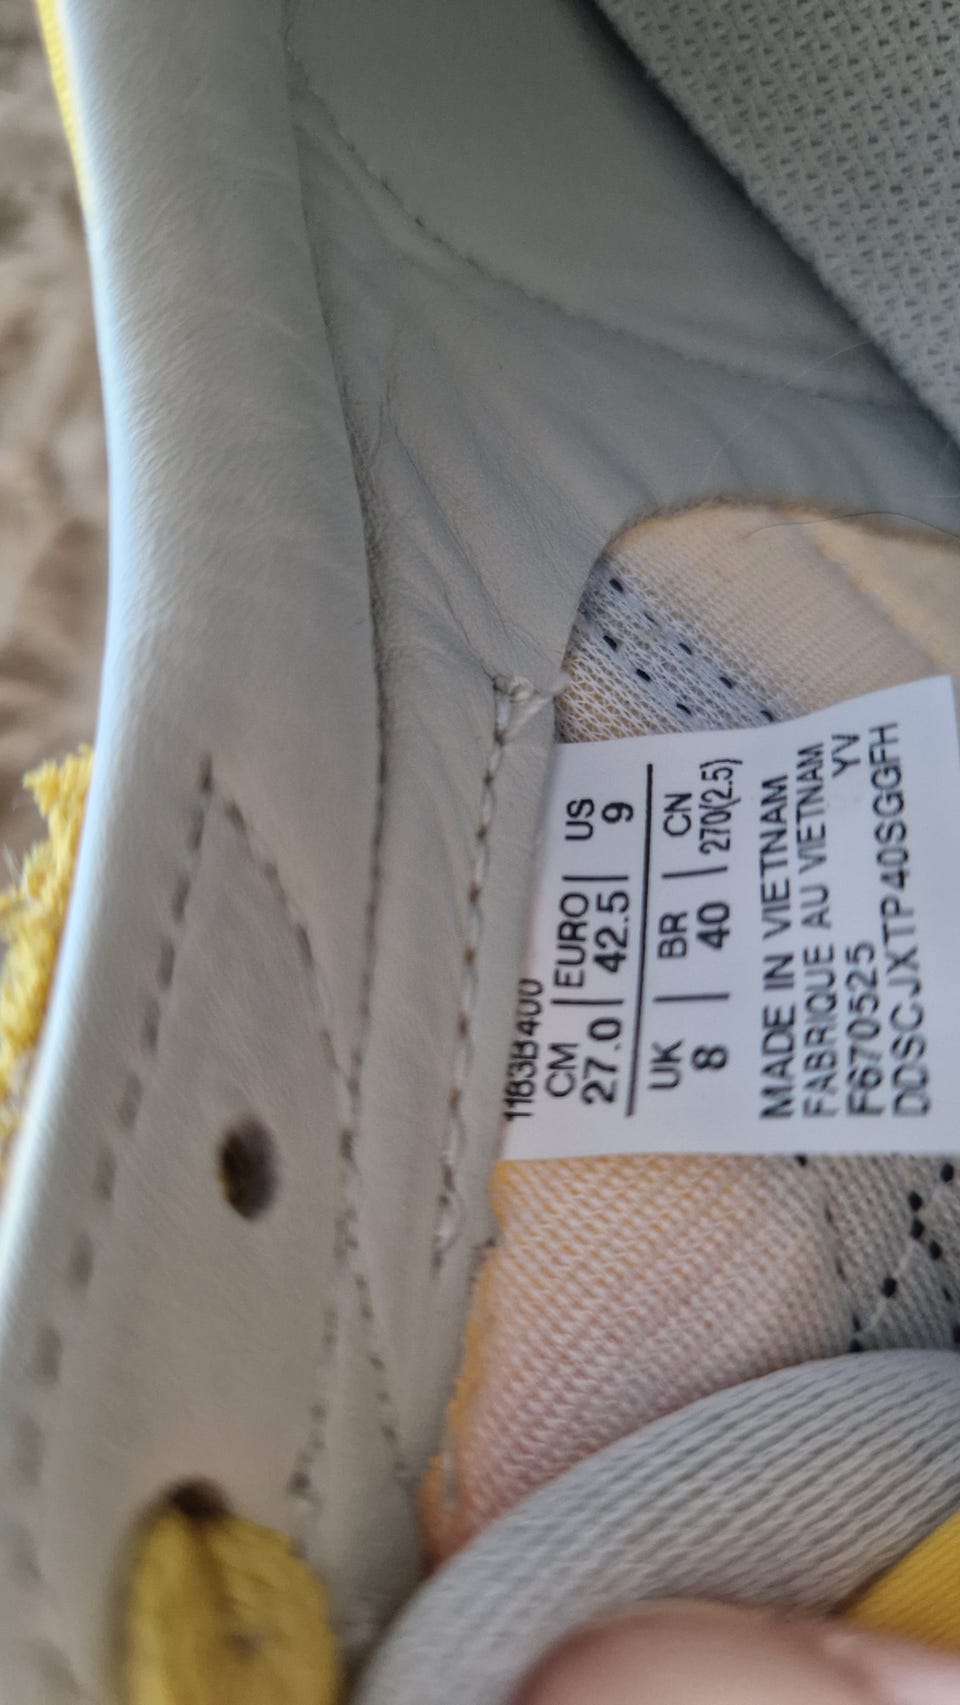 1183B400
CM | EURO | US
27.0 | 42.5 | 9
UK | BR | CN
8 | 40 | 270(2.5)
MADE IN VIETNAM
FABRIQUE AU VIETNAM
F670525 YV
DDSCJXTP40SGGFH